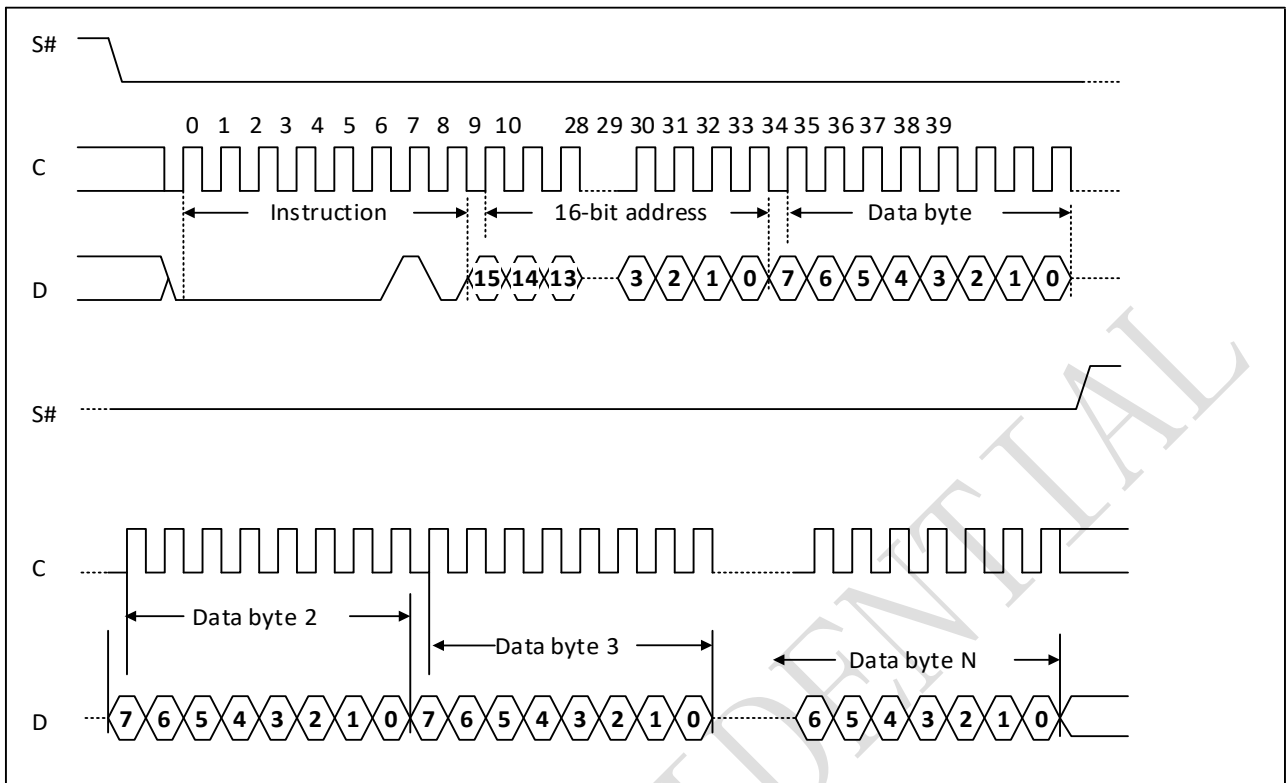 S#
0 1 2 3 4 5 6 7 8 9 10 28 29 30 31 32 33 34 35 36 37 38 39
C
Instruction 16-bit address Data byte
D 15 14 13 3 2 1 0 7 6 5 4 3 2 1 0
S#
C
Data byte 2 Data byte 3 Data byte N
D 7 6 5 4 3 2 1 0 7 6 5 4 3 2 1 0 6 5 4 3 2 1 0